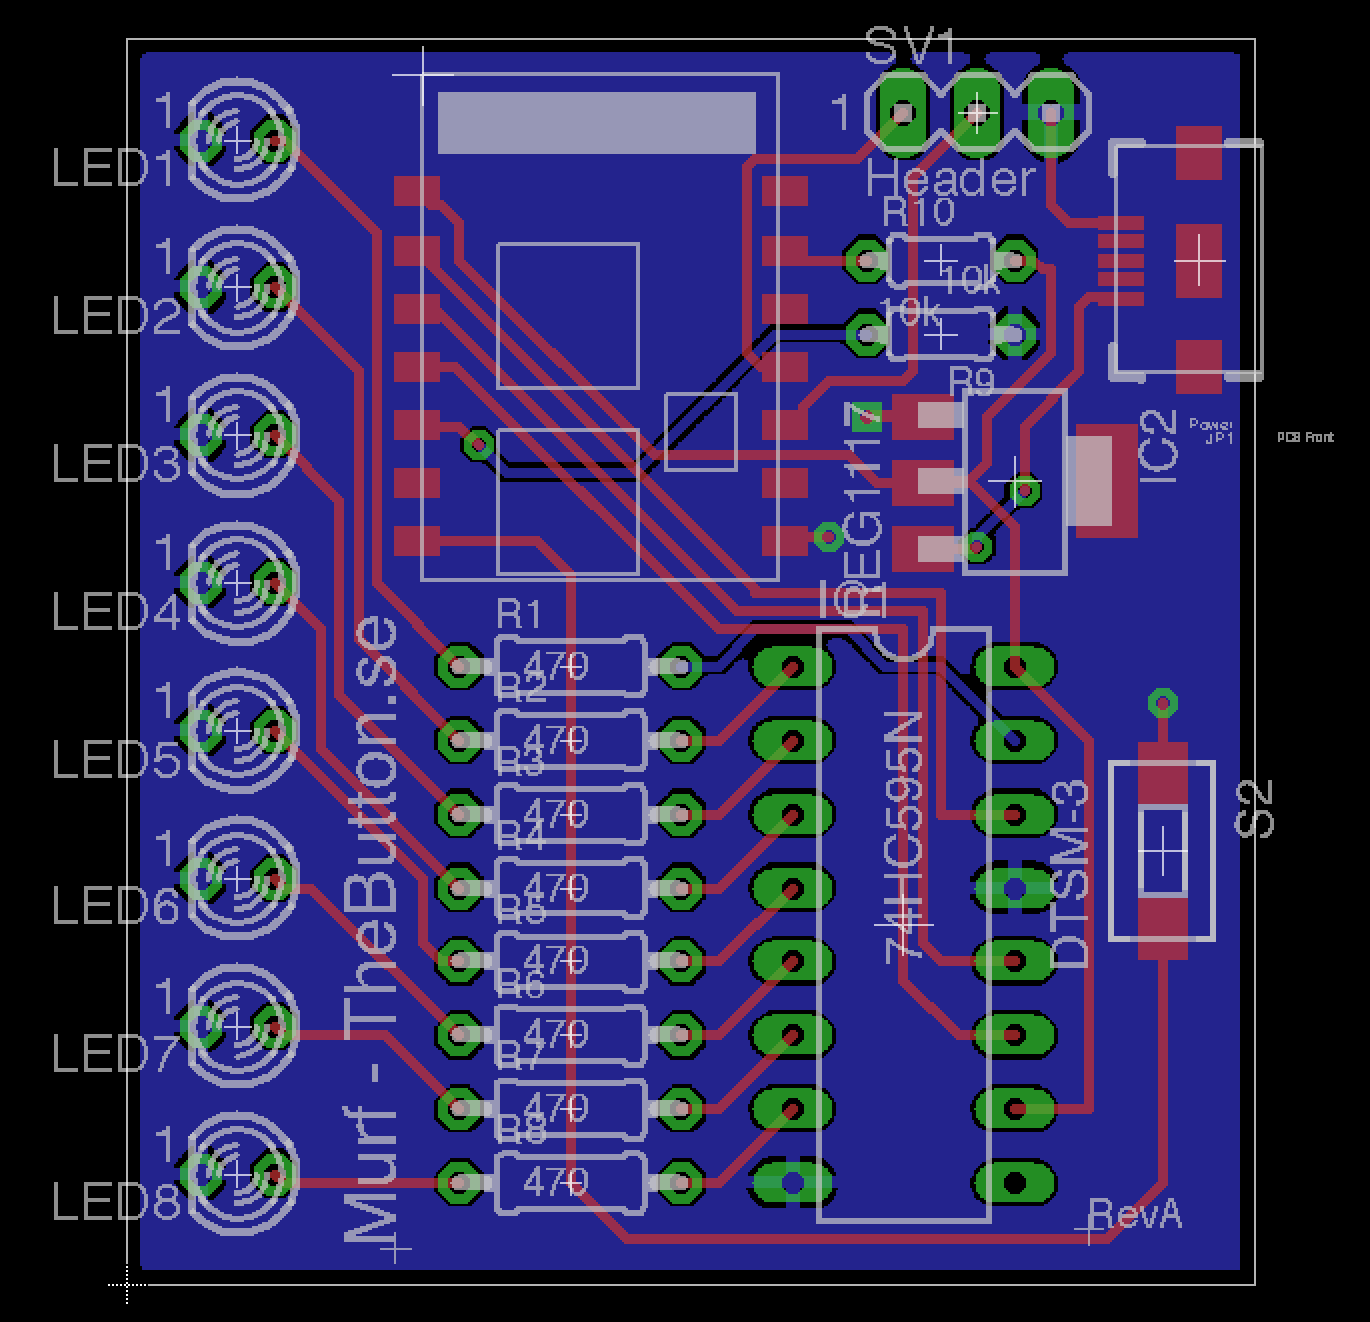 SV1
1
Header
R10
10k
10k
R9
1
LED1
1
LED2
1
LED3
1
LED4
1
LED5
1
LED6
1
LED7
1
LED8
IC2
Power
JP1
PCB Front
REG1117
R1
470
R2
470
R3
470
R4
470
R5
470
R6
470
R7
470
R8
470
74HC595N
DTSM-3
S2
Murf - TheButton.se
RevA